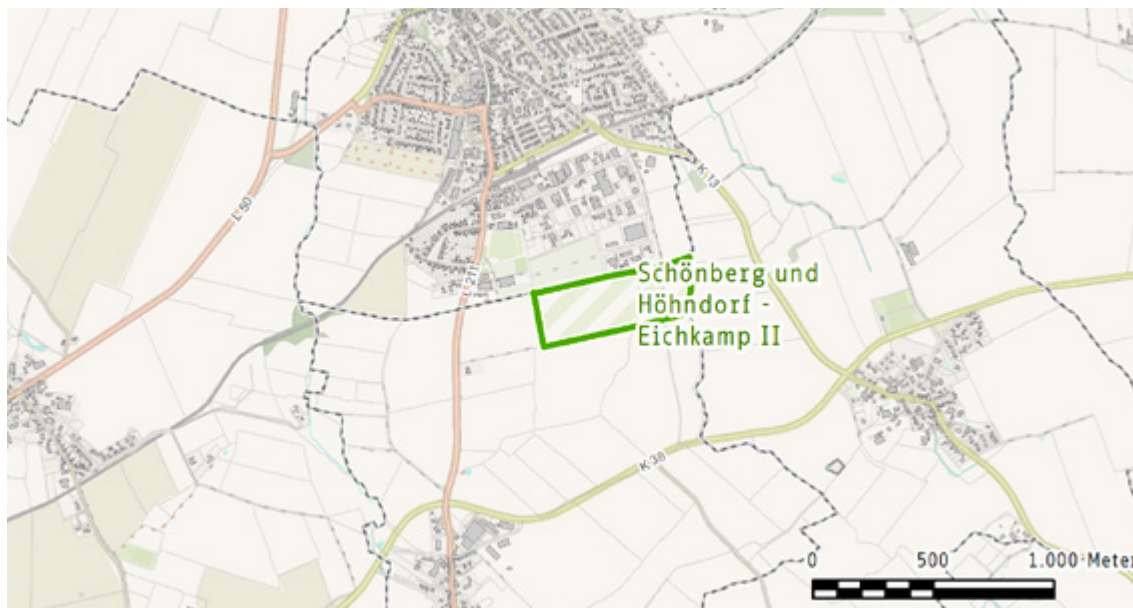 K 13
L 50
L 211
Schönberg und
Höhndorf -
Eichkamp II
K 38
0 500 1.000 Meter